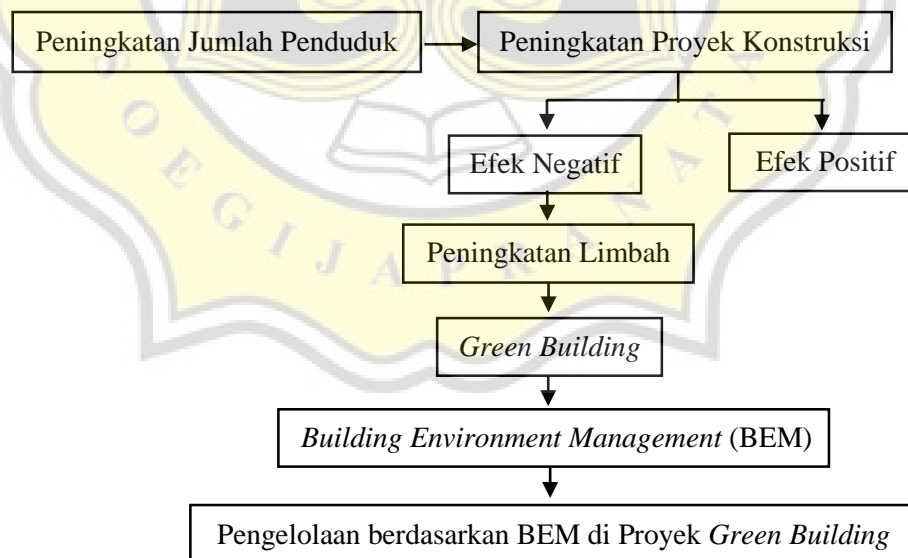 Peningkatan Jumlah Penduduk
Peningkatan Proyek Konstruksi
Efek Negatif
Efek Positif
Peningkatan Limbah
Green Building
Building Environment Management (BEM)
Pengelolaan berdasarkan BEM di Proyek Green Building
SOEGIJAPRANATA